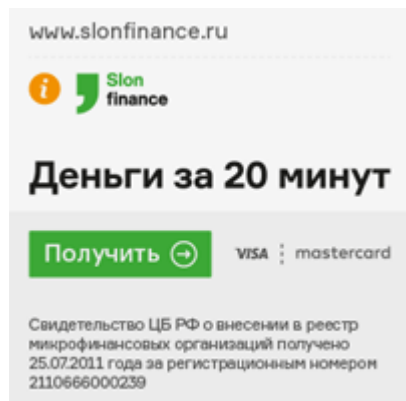 www.slonfinance.ru
i
Slon
finance
Деньги за 20 минут
Получить
VISA mastercard
Свидетельство ЦБ РФ о внесении в реестр
микрофинансовых организаций получено
25.07.2011 года за регистрационным номером
2110666000239